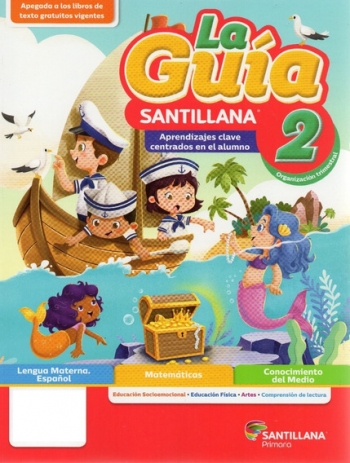 Apegado a los libros de
texto gratuitos vigentes
La
Guía
SANTILLANA
2
Aprendizajes clave
centrados en el alumno
Organización trimestral
Lengua Materna.
Español
Matemáticas
Conocimiento
del Medio
Educación Socioemocional • Educación Física • Artes • Comprensión de lectura
SANTILLANA
Primaria